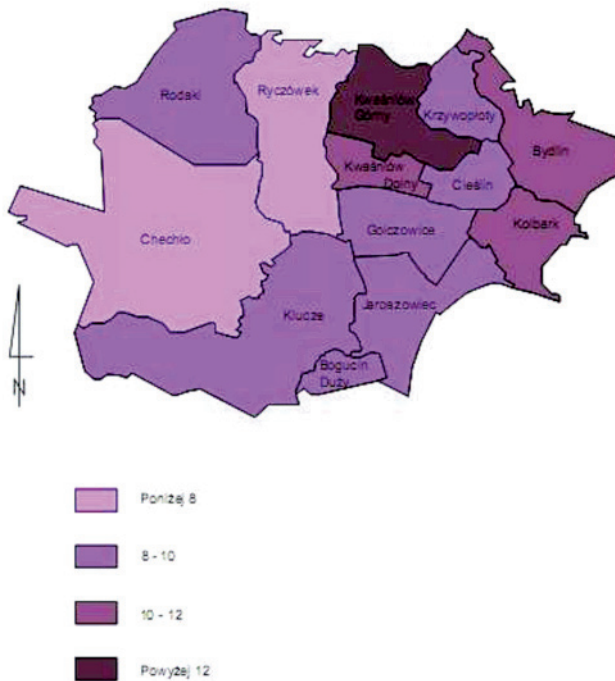 Rodaki
Ryczówek
Kwaśniów
Górny
Krzywopłoty
Bydlin
Kwaśniów
Dolny
Cieślin
Kolbark
Chechło
Golczowice
Klucze
Jaroszowiec
Bogucin
Duży
N
Poniżej 8
8 - 10
10 - 12
Powyżej 12